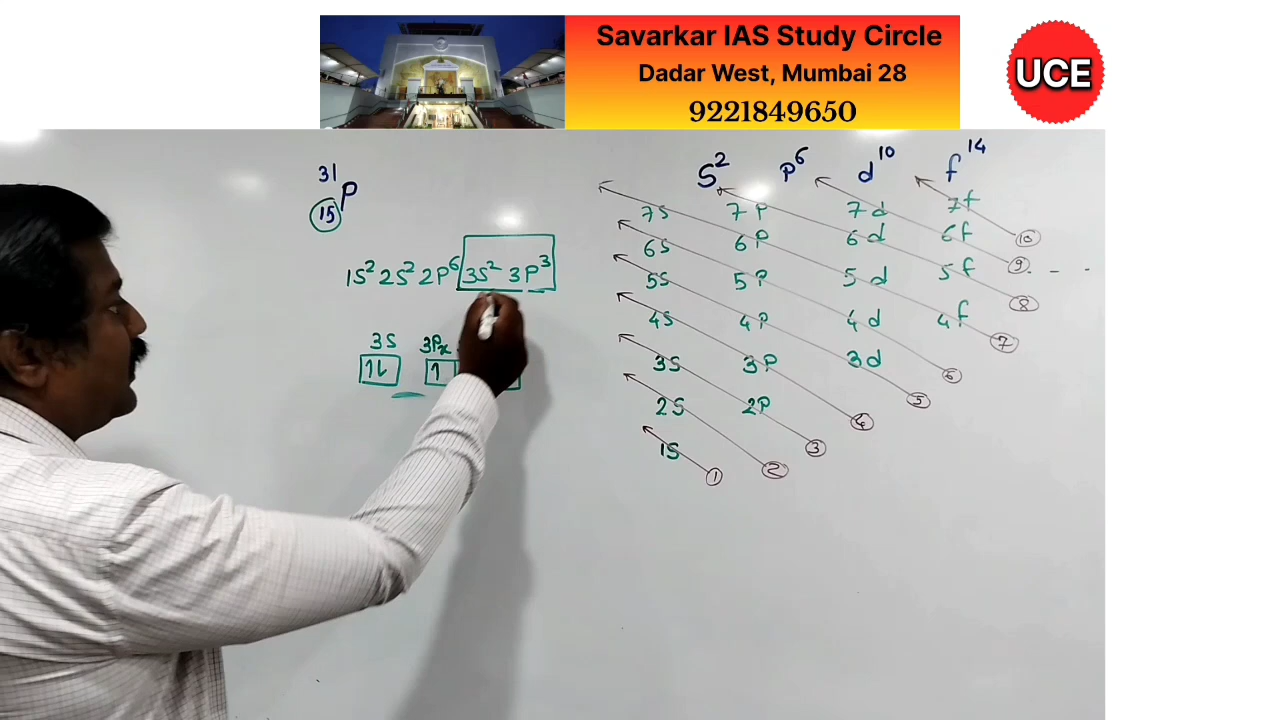 Savarkar IAS Study Circle
Dadar West, Mumbai 28
9221849650
UCE
31
15 P
1S² 2S² 2P⁶ 3S² 3P³
3S 3Pₓ
1L 1
S² P⁶ d¹⁰ f¹⁴
7S 7P 7d 7f
6S 6P 6d 6f 10
5S 5P 5d 5f 9 . - - .
4S 4P 4d 4f 8
7
3S 3P 3d 6
2S 2P 5
4
1S 3
1 2